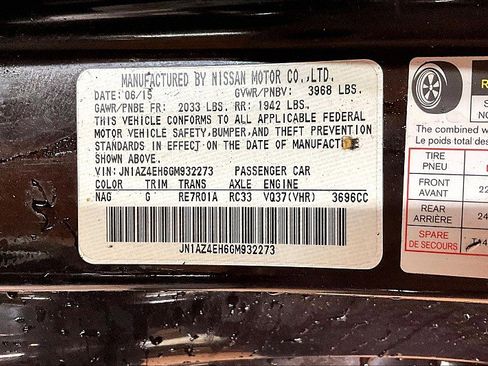 MANUFACTURED BY NISSAN MOTOR CO.,LTD.
DATE: 06/15 GVWR/PNBV: 3968 LBS.
GAWR/PNBE FR: 2033 LBS. RR: 1942 LBS.
THIS VEHICLE CONFORMS TO ALL APPLICABLE FEDERAL
MOTOR VEHICLE SAFETY,BUMPER,AND THEFT PREVENTION
STANDARDS IN EFFECT ON THE DATE OF MANUFACTURE
SHOWN ABOVE.
VIN: JN1AZ4EH6GM932273 PASSENGER CAR
COLOR TRIM TRANS AXLE ENGINE
NAG G RE7R01A RC33 VQ37(VHR) 3696CC
JN1AZ4EH6GM932273
The combined
Le poids total
TIRE
PNEU
FRONT
AVANT
REAR
ARRIÈRE
SPARE
DE SECOURS